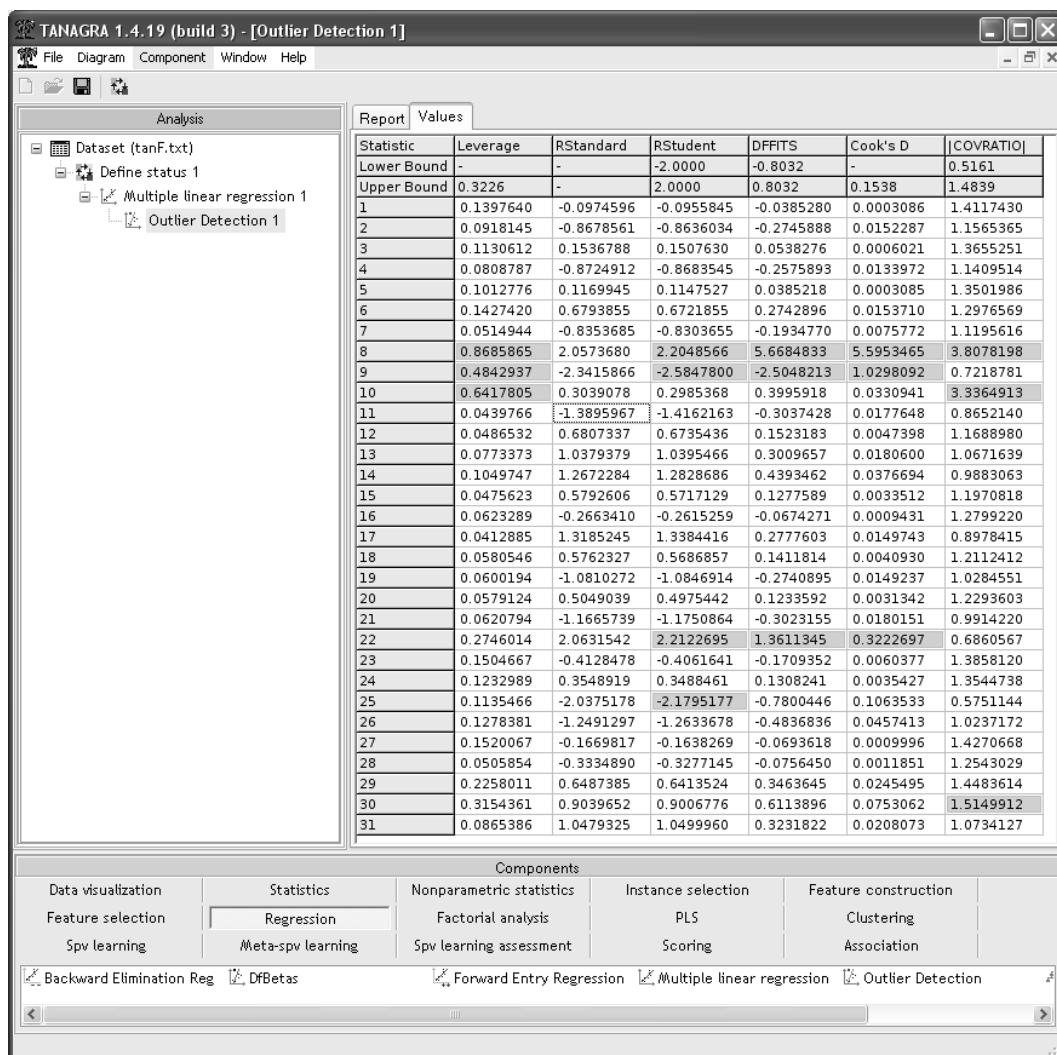 TANAGRA 1.4.19 (build 3) - [Outlier Detection 1]
File Diagram Component Window Help
Analysis
Dataset (tanF.txt)
Define status 1
Multiple linear regression 1
Outlier Detection 1
Report Values
Statistic Leverage RStandard RStudent DFFITS Cook's D |COVRATIO|
Lower Bound - - -2.0000 -0.8032 - 0.5161
Upper Bound 0.3226 - 2.0000 0.8032 0.1538 1.4839
1 0.1397640 -0.0974596 -0.0955845 -0.0385280 0.0003086 1.4117430
2 0.0918145 -0.8678561 -0.8636034 -0.2745888 0.0152287 1.1565365
3 0.1130612 0.1536788 0.1507630 0.0538276 0.0006021 1.3655251
4 0.0808787 -0.8724912 -0.8683545 -0.2575893 0.0133972 1.1409514
5 0.1012776 0.1169945 0.1147527 0.0385218 0.0003085 1.3501986
6 0.1427420 0.6793855 0.6721855 0.2742896 0.0153710 1.2976569
7 0.0514944 -0.8353685 -0.8303655 -0.1934770 0.0075772 1.1195616
8 0.8685865 2.0573680 2.2048566 5.6684833 5.5953465 3.8078198
9 0.4842937 -2.3415866 -2.5847800 -2.5048213 1.0298092 0.7218781
10 0.6417805 0.3039078 0.2985368 0.3995918 0.0330941 3.3364913
11 0.0439766 -1.3895967 -1.4162163 -0.3037428 0.0177648 0.8652140
12 0.0486532 0.6807337 0.6735436 0.1523183 0.0047398 1.1688980
13 0.0773373 1.0379379 1.0395466 0.3009657 0.0180600 1.0671639
14 0.1049747 1.2672284 1.2828686 0.4393462 0.0376694 0.9883063
15 0.0475623 0.5792606 0.5717129 0.1277589 0.0033512 1.1970818
16 0.0623289 -0.2663410 -0.2615259 -0.0674271 0.0009431 1.2799220
17 0.0412885 1.3185245 1.3384416 0.2777603 0.0149743 0.8978415
18 0.0580546 0.5762327 0.5686857 0.1411814 0.0040930 1.2112412
19 0.0600194 -1.0810272 -1.0846914 -0.2740895 0.0149237 1.0284551
20 0.0579124 0.5049039 0.4975442 0.1233592 0.0031342 1.2293603
21 0.0620794 -1.1665739 -1.1750864 -0.3023155 0.0180151 0.9914220
22 0.2746014 2.0631542 2.2122695 1.3611345 0.3222697 0.6860567
23 0.1504667 -0.4128478 -0.4061641 -0.1709352 0.0060377 1.3858120
24 0.1232989 0.3548919 0.3488461 0.1308241 0.0035427 1.3544738
25 0.1135466 -2.0375178 -2.1795177 -0.7800446 0.1063533 0.5751144
26 0.1278381 -1.2491297 -1.2633678 -0.4836836 0.0457413 1.0237172
27 0.1520067 -0.1669817 -0.1638269 -0.0693618 0.0009996 1.4270668
28 0.0505854 -0.3334890 -0.3277145 -0.0756450 0.0011851 1.2543029
29 0.2258011 0.6487385 0.6413524 0.3463645 0.0245495 1.4483614
30 0.3154361 0.9039652 0.9006776 0.6113896 0.0753062 1.5149912
31 0.0865386 1.0479325 1.0499960 0.3231822 0.0208073 1.0734127
Components
Data visualization Statistics Nonparametric statistics Instance selection Feature construction
Feature selection Regression Factorial analysis PLS Clustering
Spv learning Meta-spv learning Spv learning assessment Scoring Association
Backward Elimination Reg DfBetas Forward Entry Regression Multiple linear regression Outlier Detection